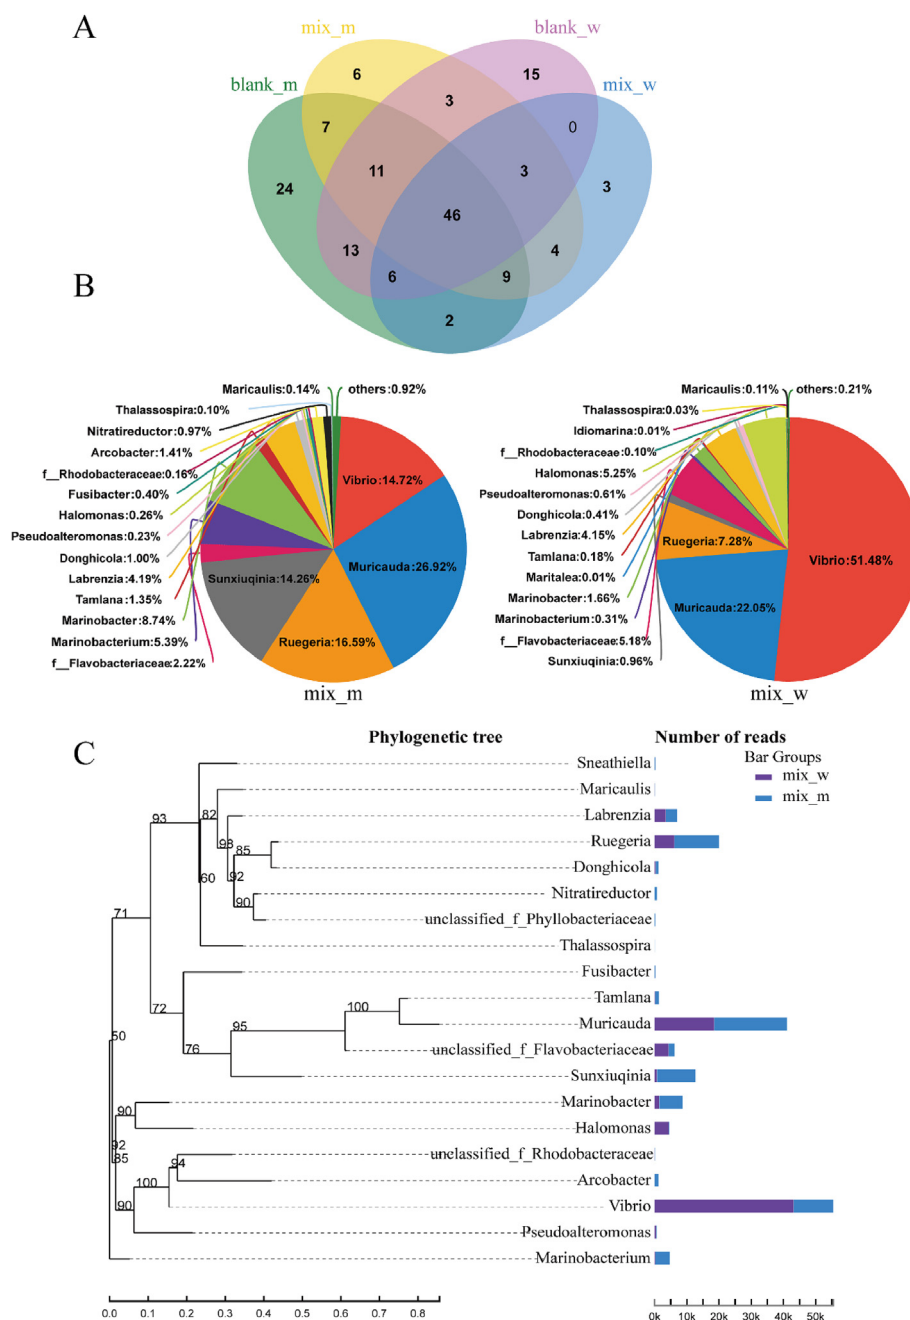 A
mix_m
blank_w
blank_m
mix_w
6
15
3
7
0
11
3
24
3
46
13
4
6
9
2
B
Maricaulis:0.14%
others:0.92%
Thalassospira:0.10%
Nitratireductor:0.97%
Arcobacter:1.41%
f__Rhodobacteraceae:0.16%
Fusibacter:0.40%
Halomonas:0.26%
Pseudoalteromonas:0.23%
Donghicola:1.00%
Labrenzia:4.19%
Tamlana:1.35%
Marinobacter:8.74%
Marinobacterium:5.39%
f__Flavobacteriaceae:2.22%
Vibrio:14.72%
Muricauda:26.92%
Sunxiuqinia:14.26%
Ruegeria:16.59%
mix_m
Maricaulis:0.11%
others:0.21%
Thalassospira:0.03%
Idiomarina:0.01%
f__Rhodobacteraceae:0.10%
Halomonas:5.25%
Pseudoalteromonas:0.61%
Donghicola:0.41%
Labrenzia:4.15%
Tamlana:0.18%
Maritalea:0.01%
Marinobacter:1.66%
Marinobacterium:0.31%
f__Flavobacteriaceae:5.18%
Sunxiuqinia:0.96%
Ruegeria:7.28%
Vibrio:51.48%
Muricauda:22.05%
mix_w
C
Phylogenetic tree
Number of reads
Bar Groups
mix_w
mix_m
Sneathiella
Maricaulis
Labrenzia
Ruegeria
Donghicola
Nitratireductor
unclassified_f_Phyllobacteriaceae
Thalassospira
Fusibacter
Tamlana
Muricauda
unclassified_f_Flavobacteriaceae
Sunxiuqinia
Marinobacter
Halomonas
unclassified_f_Rhodobacteraceae
Arcobacter
Vibrio
Pseudoalteromonas
Marinobacterium
93
82
98
85
92
60
90
71
100
72
95
76
50
90
92
85
94
100
90
0.0 0.1 0.2 0.3 0.4 0.5 0.6 0.7 0.8
0k 10k 20k 30k 40k 50k